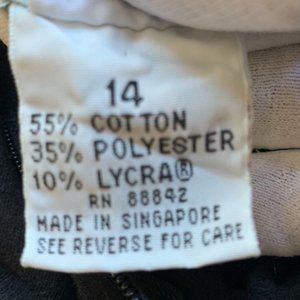 14
55% COTTON
35% POLYESTER
10% LYCRA®
RN 88842
MADE IN SINGAPORE
SEE REVERSE FOR CARE